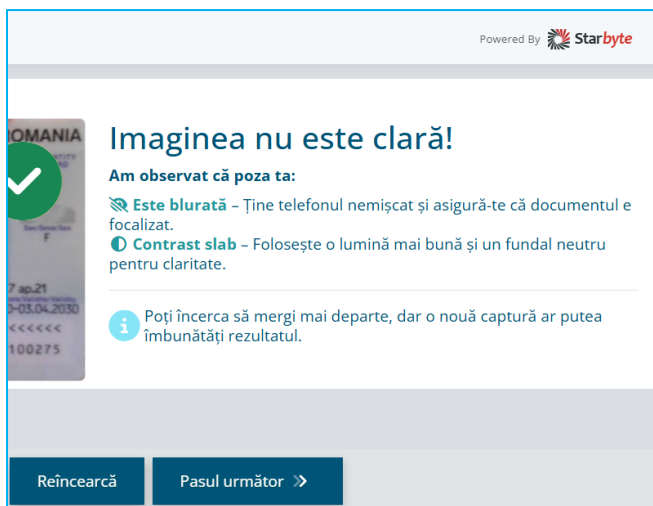 Powered By Starbyte
OMANIA
Imaginea nu este clară!
Am observat că poza ta:
Este blurată – Ține telefonul nemișcat și asigură-te că documentul e
focalizat.
Contrast slab – Folosește o lumină mai bună și un fundal neutru
pentru claritate.
F
7 ap.21
0-03.04.2030
<<<<<<
100275
Poți încerca să mergi mai departe, dar o nouă captură ar putea
îmbunătăți rezultatul.
Reîncearcă
Pasul următor